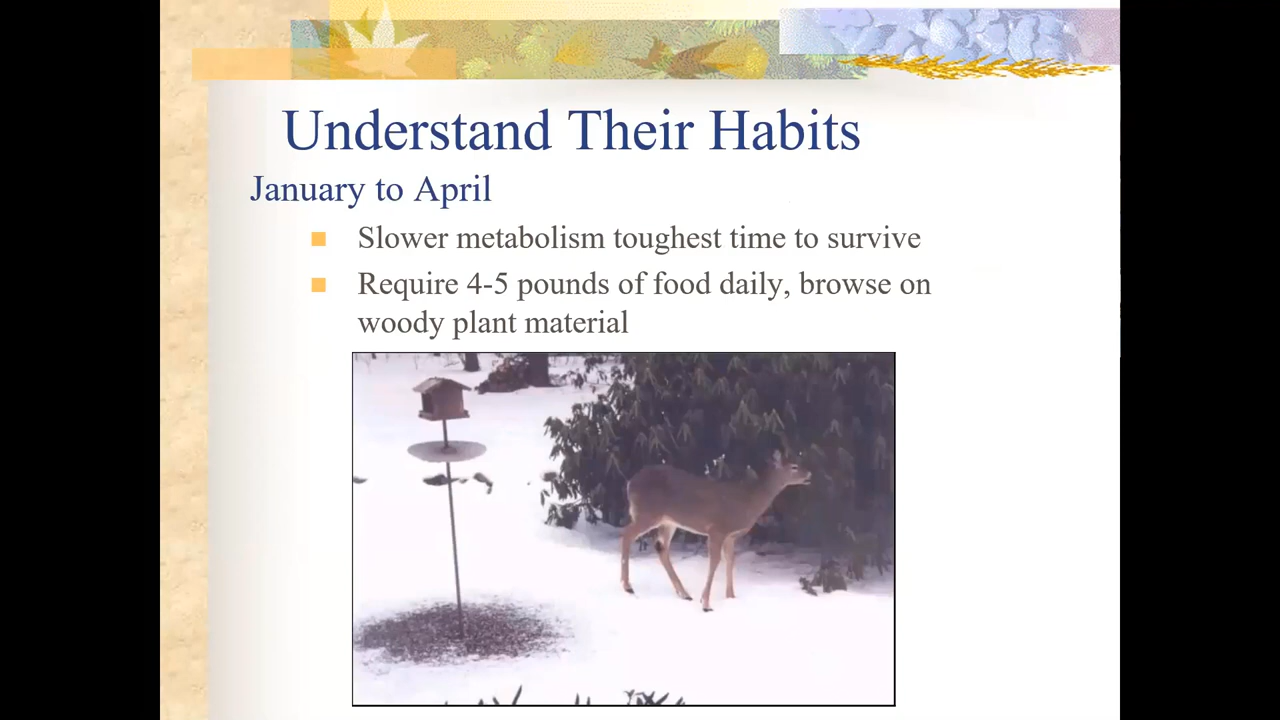 Understand Their Habits
January to April
Slower metabolism toughest time to survive
Require 4-5 pounds of food daily, browse on
woody plant material